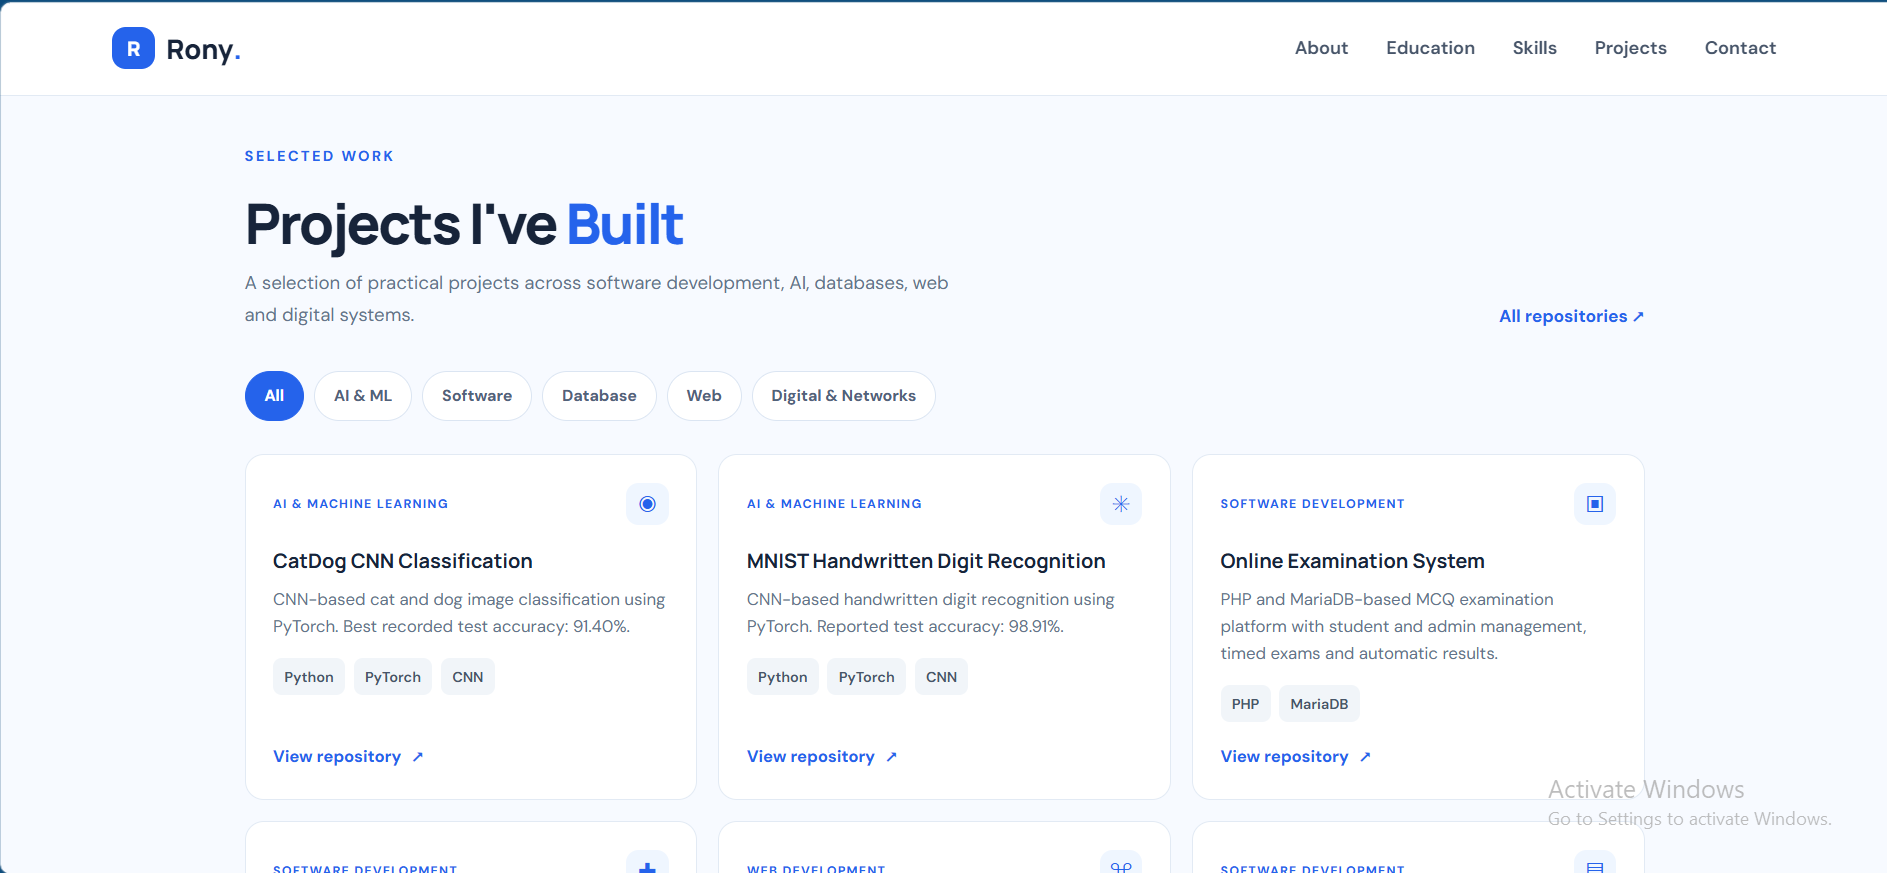 R Rony.
About Education Skills Projects Contact
SELECTED WORK
Projects I've Built
A selection of practical projects across software development, AI, databases, web
and digital systems.
All repositories ↗
All AI & ML Software Database Web Digital & Networks
AI & MACHINE LEARNING
CatDog CNN Classification
CNN-based cat and dog image classification using
PyTorch. Best recorded test accuracy: 91.40%.
Python PyTorch CNN
View repository ↗
AI & MACHINE LEARNING
MNIST Handwritten Digit Recognition
CNN-based handwritten digit recognition using
PyTorch. Reported test accuracy: 98.91%.
Python PyTorch CNN
View repository ↗
SOFTWARE DEVELOPMENT
Online Examination System
PHP and MariaDB-based MCQ examination
platform with student and admin management,
timed exams and automatic results.
PHP MariaDB
View repository ↗
Activate Windows
Go to Settings to activate Windows.
SOFTWARE DEVELOPMENT
WEB DEVELOPMENT
SOFTWARE DEVELOPMENT